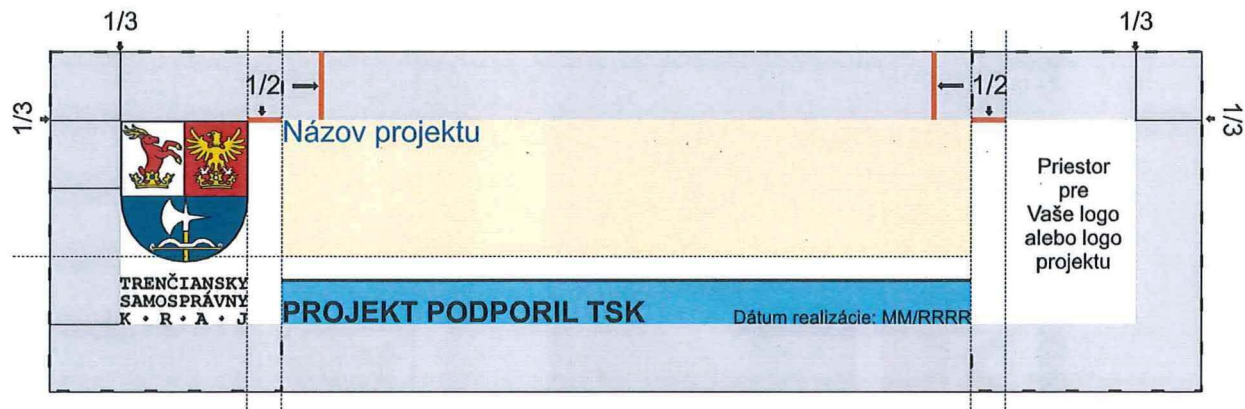 1/3
1/3
1/2
1/2
1/3
1/3
Názov projektu
Priestor
pre
Vaše logo
alebo logo
projektu
TRENČIANSKY
SAMOSPRÁVNY
K · R · A · J
PROJEKT PODPORIL TSK
Dátum realizácie: MM/RRRR